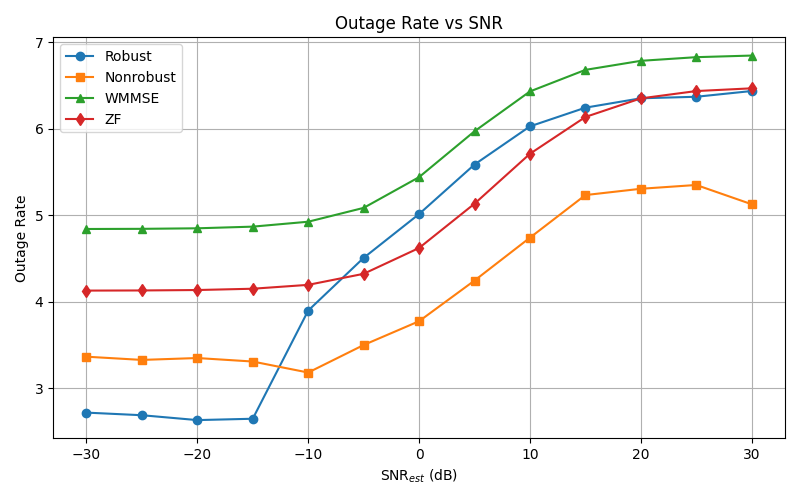 Outage Rate vs SNR
Robust
Nonrobust
WMMSE
ZF
Outage Rate
7
6
5
4
3
−30 −20 −10 0 10 20 30
SNR_est (dB)